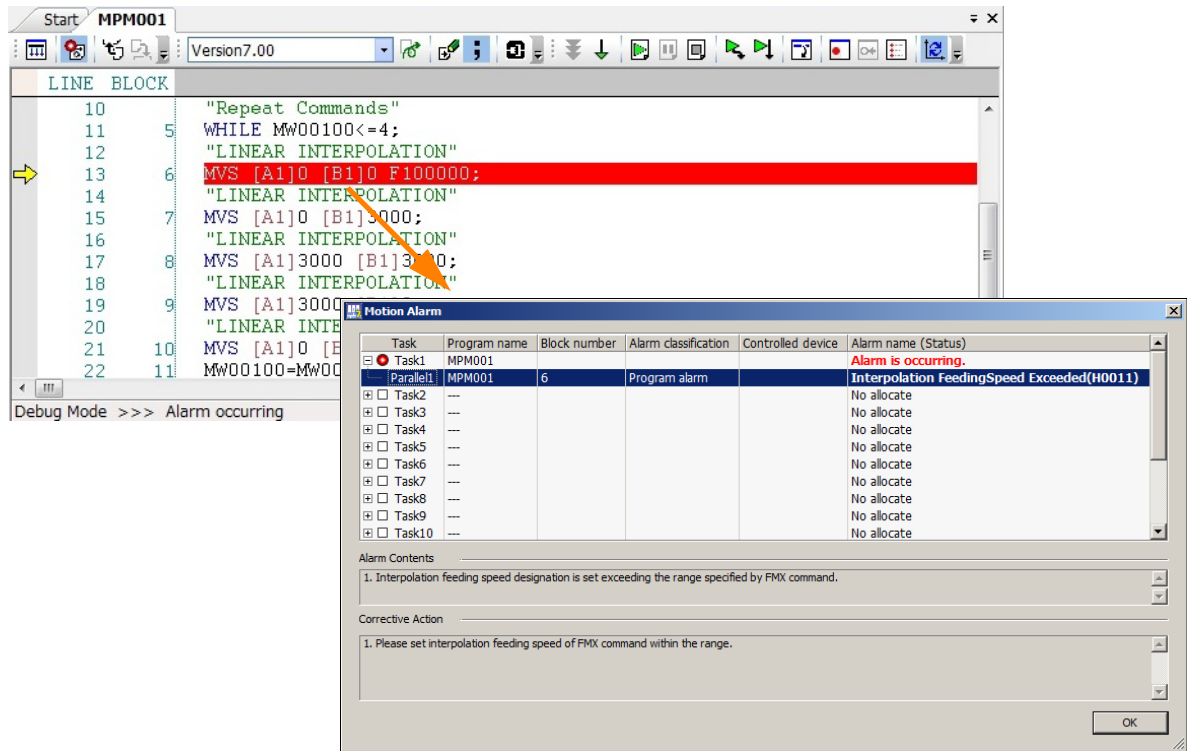 Start MPM001
Version7.00
LINE BLOCK
10 "Repeat Commands"
11 5 WHILE MW00100<=4;
12 "LINEAR INTERPOLATION"
13 6 MVS [A1]0 [B1]0 F100000;
14 "LINEAR INTERPOLATION"
15 7 MVS [A1]0 [B1]3000;
16 "LINEAR INTERPOLATION"
17 8 MVS [A1]3000 [B1]3000;
18 "LINEAR INTERPOLATION"
19 9 MVS [A1]3000
20 "LINEAR INTE
21 10 MVS [A1]0 [B
22 11 MW00100=MW00
Debug Mode >>> Alarm occurring
Motion Alarm
Task Program name Block number Alarm classification Controlled device Alarm name (Status)
Task1 MPM001 Alarm is occurring.
Parallel1 MPM001 6 Program alarm Interpolation FeedingSpeed Exceeded(H0011)
Task2 --- No allocate
Task3 --- No allocate
Task4 --- No allocate
Task5 --- No allocate
Task6 --- No allocate
Task7 --- No allocate
Task8 --- No allocate
Task9 --- No allocate
Task10 --- No allocate
Alarm Contents
1. Interpolation feeding speed designation is set exceeding the range specified by FMX command.
Corrective Action
1. Please set interpolation feeding speed of FMX command within the range.
OK